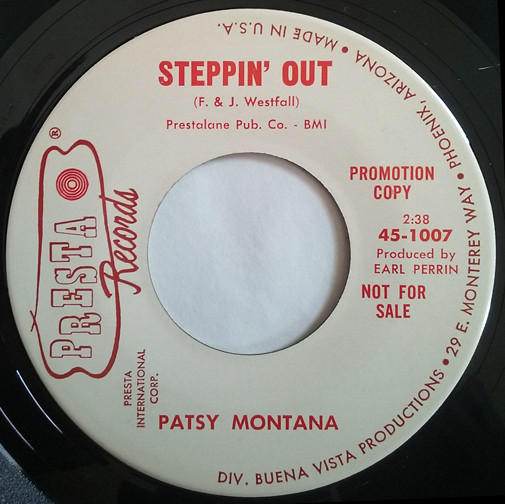 STEPPIN' OUT
(F. & J. Westfall)
Prestalane Pub. Co. - BMI
PROMOTION
COPY
2:38
45-1007
Produced by
EARL PERRIN
NOT FOR
SALE
PRESTA ®
Records
PRESTA
INTERNATIONAL
CORP.
PATSY MONTANA
DIV. BUENA VISTA PRODUCTIONS • 29 E. MONTEREY WAY • PHOENIX, ARIZONA • MADE IN U.S.A.